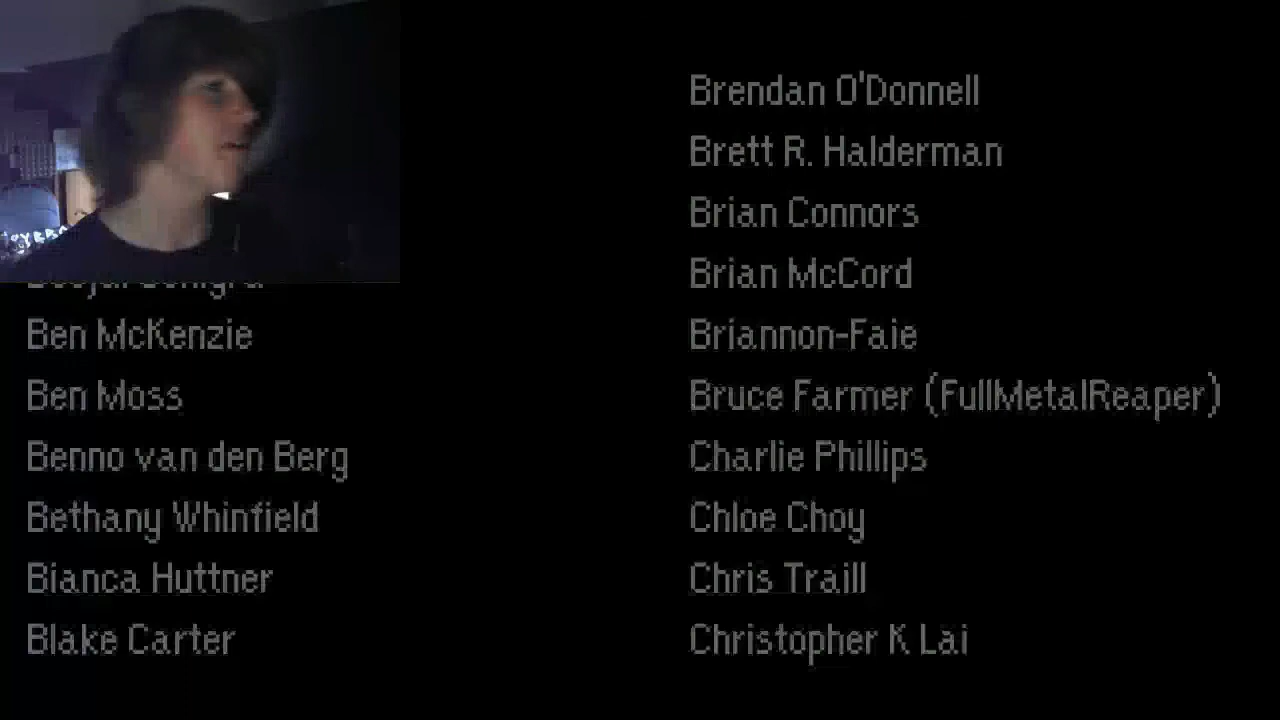 Ben McKenzie
Ben Moss
Benno van den Berg
Bethany Whinfield
Bianca Huttner
Blake Carter
Brendan O'Donnell
Brett R. Halderman
Brian Connors
Brian McCord
Briannon-Faie
Bruce Farmer (FullMetalReaper)
Charlie Phillips
Chloe Choy
Chris Traill
Christopher K Lai